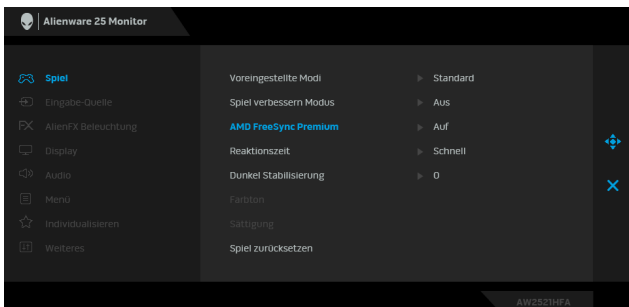 Alienware 25 Monitor
Spiel
Voreingestellte Modi
Standard
Eingabe-Quelle
Spiel verbessern Modus
Aus
AlienFX Beleuchtung
AMD FreeSync Premium
Auf
Display
Reaktionszeit
Schnell
Audio
Dunkel Stabilisierung
0
Menü
Farbton
Individualisieren
Sättigung
Weiteres
Spiel zurücksetzen
AW2521HFA